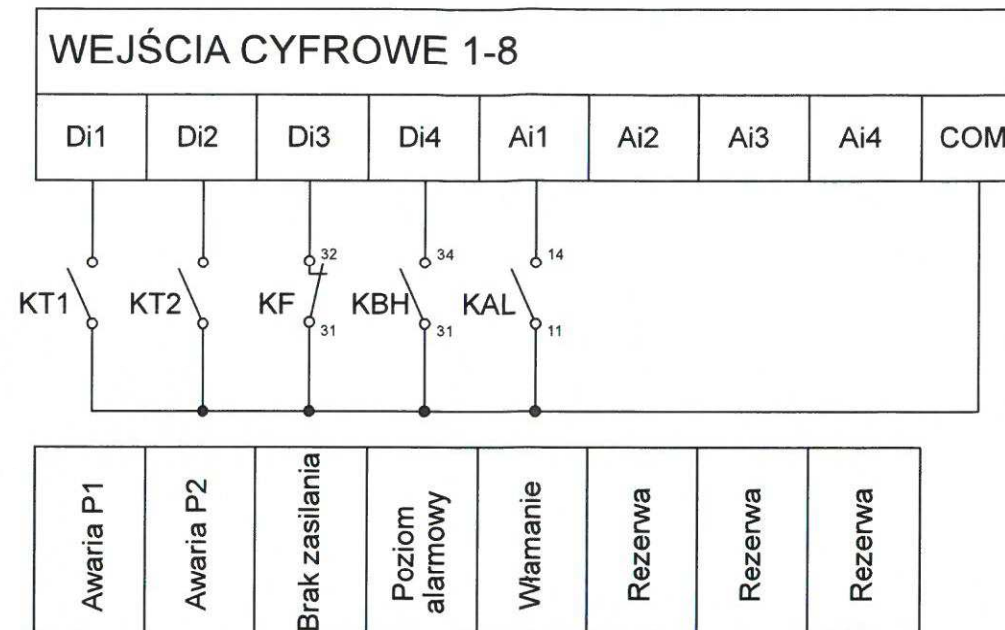 WEJŚCIA CYFROWE 1-8
Di1 Di2 Di3 Di4 Ai1 Ai2 Ai3 Ai4 COM
32 34 14
KT1 KT2 KF KBH KAL
31 31 11
Awaria P1
Awaria P2
Brak zasilania
Poziom
alarmowy
Włamanie
Rezerwa
Rezerwa
Rezerwa